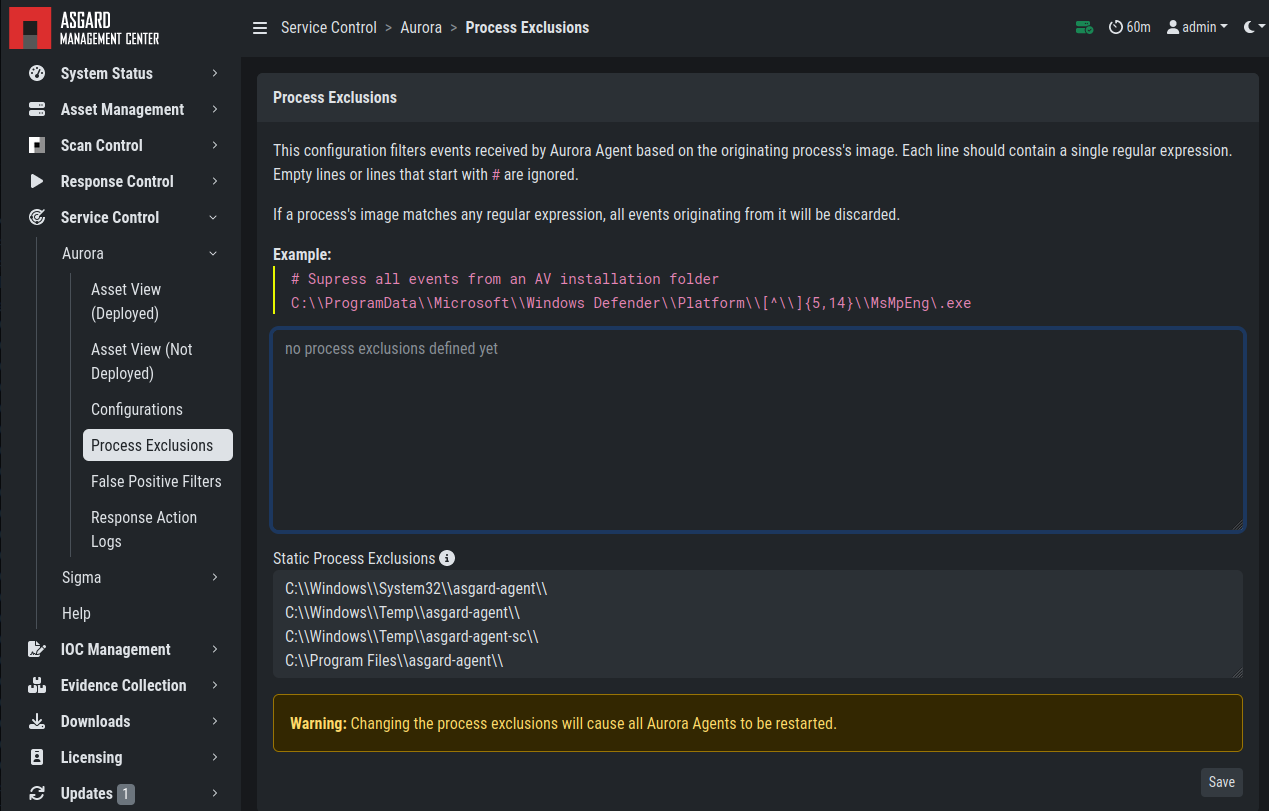 ASGARD
MANAGEMENT CENTER
Service Control > Aurora > Process Exclusions
60m
admin
System Status
Asset Management
Scan Control
Response Control
Service Control
Aurora
Asset View
(Deployed)
Asset View (Not
Deployed)
Configurations
Process Exclusions
False Positive Filters
Response Action
Logs
Sigma
Help
IOC Management
Evidence Collection
Downloads
Licensing
Updates 1
Process Exclusions
This configuration filters events received by Aurora Agent based on the originating process's image. Each line should contain a single regular expression.
Empty lines or lines that start with # are ignored.
If a process's image matches any regular expression, all events originating from it will be discarded.
Example:
# Supress all events from an AV installation folder
C:\\ProgramData\\Microsoft\\Windows Defender\\Platform\\[^\\]{5,14}\\MsMpEng\.exe
no process exclusions defined yet
Static Process Exclusions
C:\\Windows\\System32\\asgard-agent\\
C:\\Windows\\Temp\\asgard-agent\\
C:\\Windows\\Temp\\asgard-agent-sc\\
C:\\Program Files\\asgard-agent\\
Warning: Changing the process exclusions will cause all Aurora Agents to be restarted.
Save